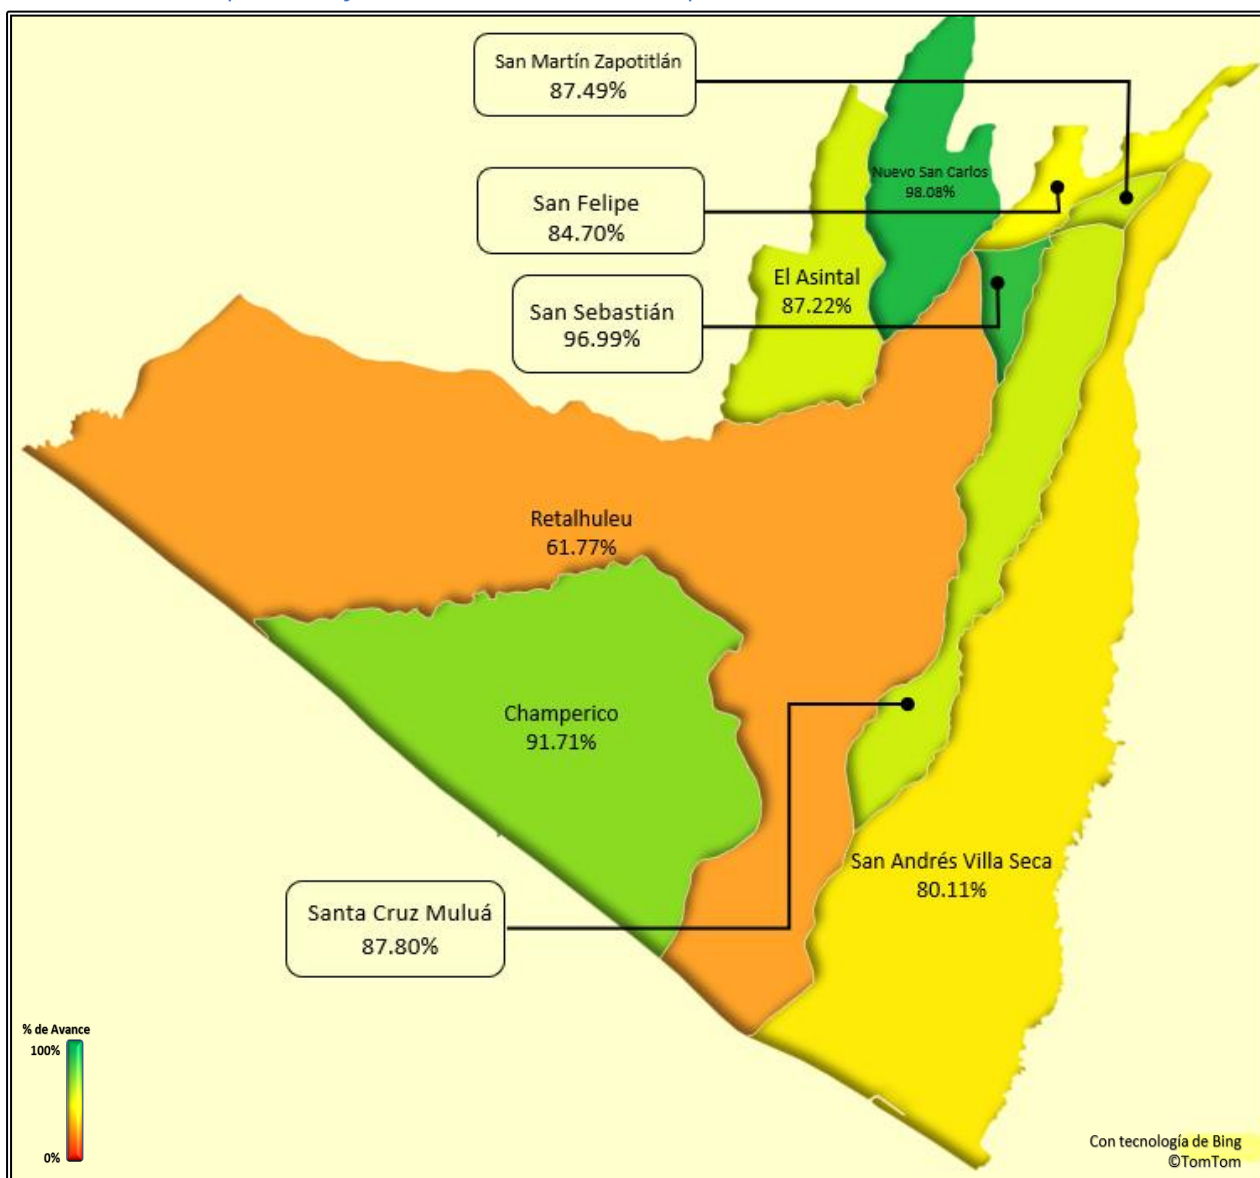 San Martín Zapotitlán
87.49%
Nuevo San Carlos
98.08%
San Felipe
84.70%
El Asintal
87.22%
San Sebastián
96.99%
Retalhuleu
61.77%
Champerico
91.71%
San Andrés Villa Seca
80.11%
Santa Cruz Muluá
87.80%
% de Avance
100%
0%
Con tecnología de Bing
©TomTom